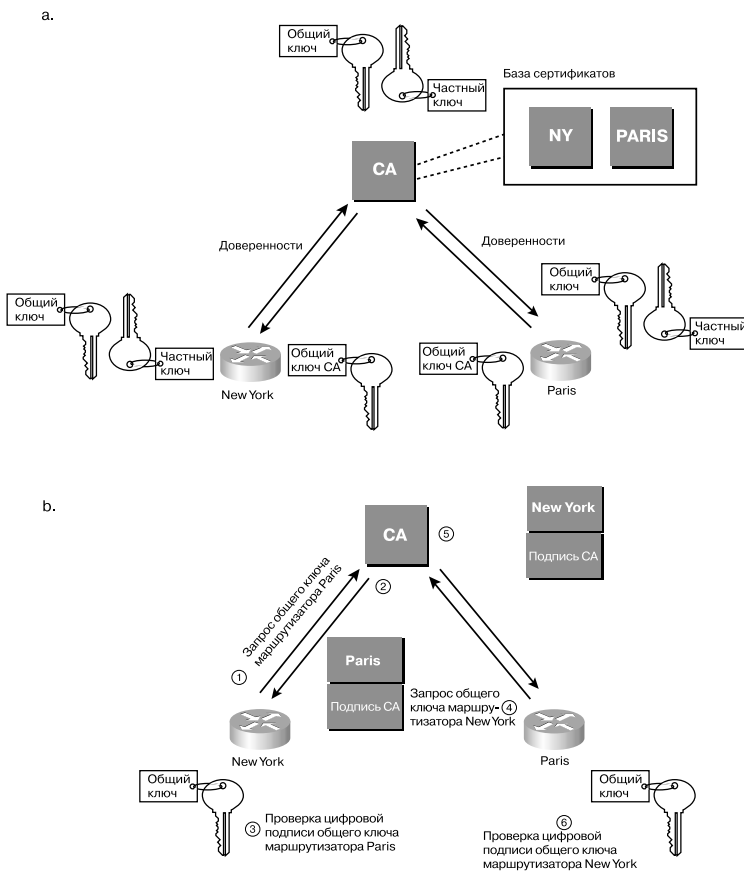 a.
Общий
ключ
Частный
ключ
База сертификатов
NY
PARIS
CA
Доверенности
Доверенности
Общий
ключ
Частный
ключ
New York
Общий
ключ CA
Общий
ключ CA
Paris
Общий
ключ
Частный
ключ
b.
CA
5
New York
Подпись CA
Запрос общего ключа
маршрутизатора Paris
1
2
Paris
Подпись CA
Запрос общего
ключа маршру-
тизатора New York
4
New York
Paris
Общий
ключ
3
Проверка цифровой
подписи общего ключа
маршрутизатора Paris
Общий
ключ
6
Проверка цифровой
подписи общего ключа
маршрутизатора New York